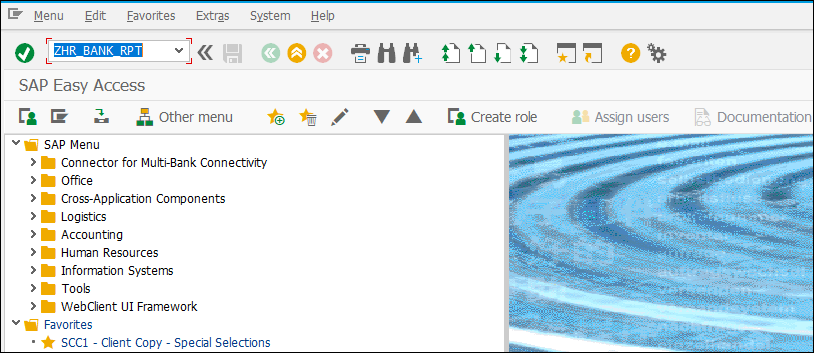 Menu Edit Favorites Extras System Help
ZHR_BANK_RPT
SAP Easy Access
Other menu Create role Assign users Documentation
SAP Menu
Connector for Multi-Bank Connectivity
Office
Cross-Application Components
Logistics
Accounting
Human Resources
Information Systems
Tools
WebClient UI Framework
Favorites
SCC1 - Client Copy - Special Selections